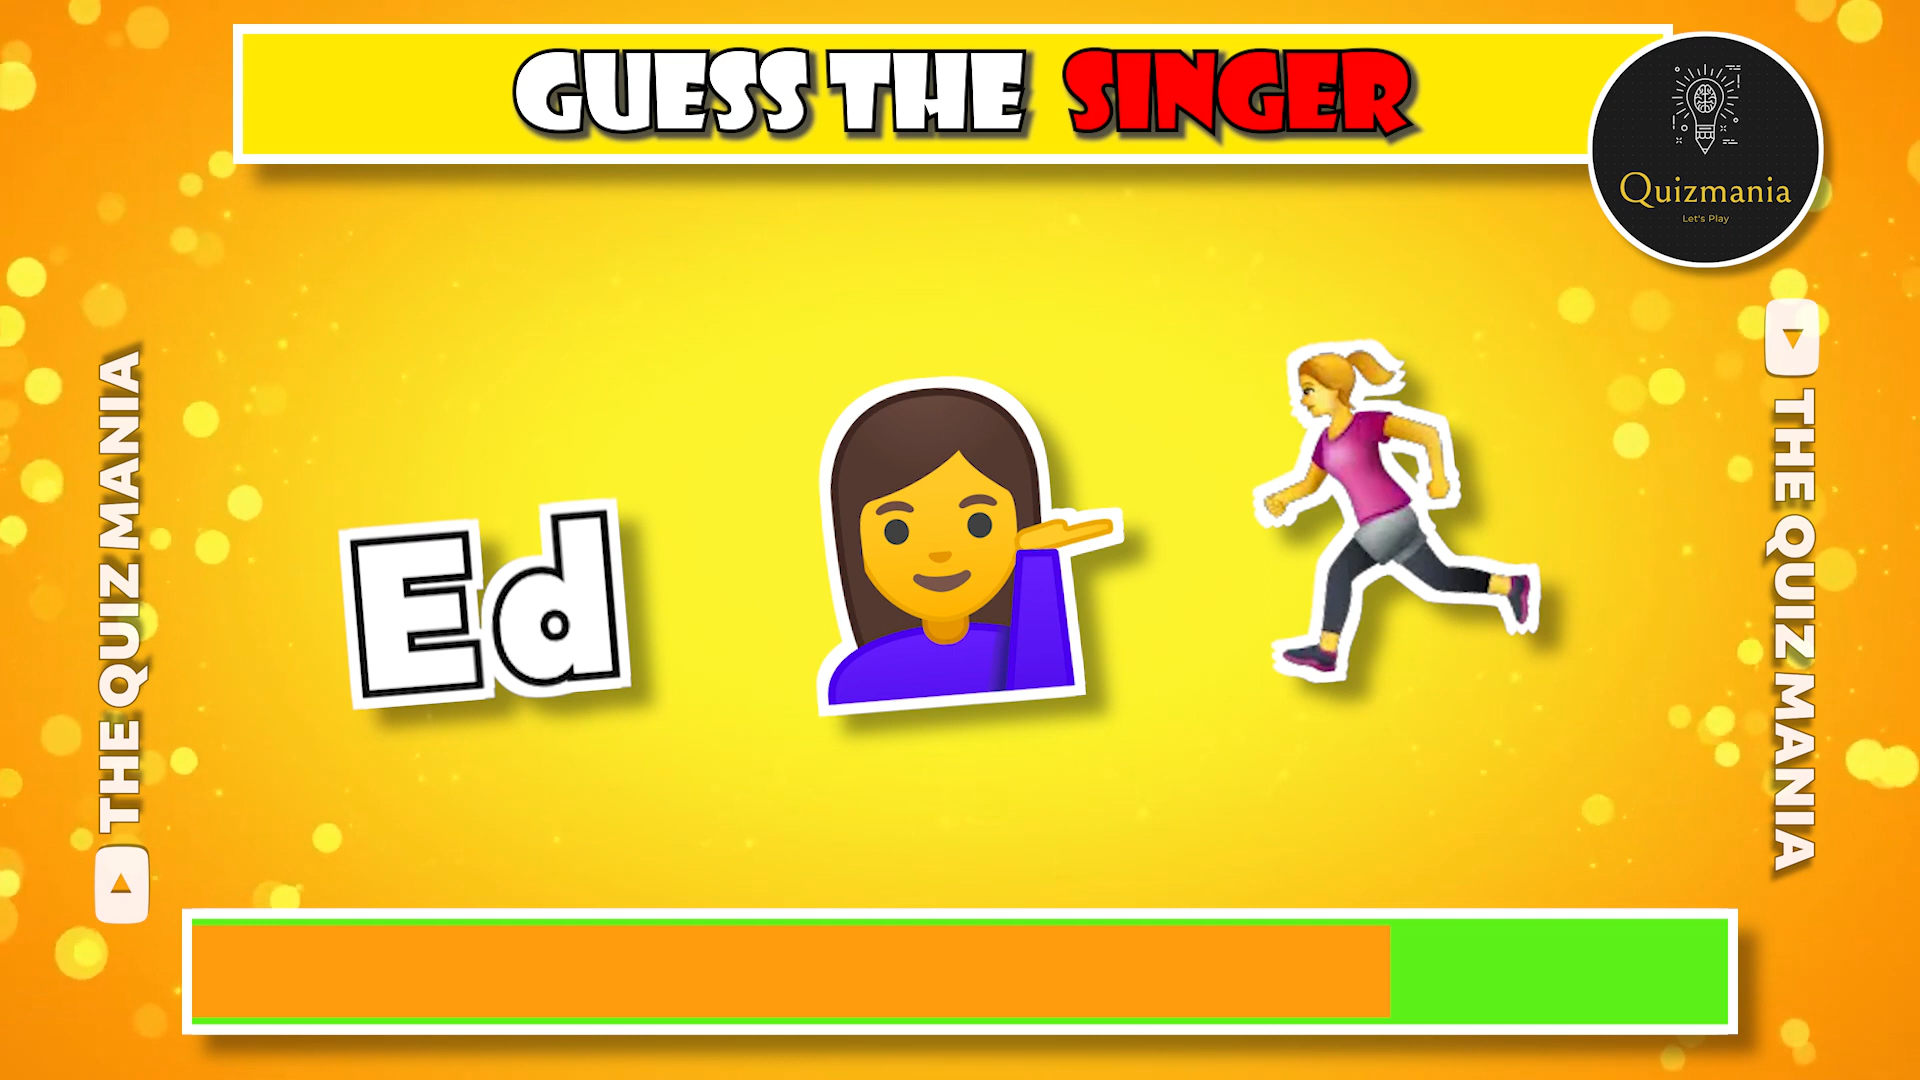 GUESS THE SINGER
Quizmania
Let's Play
THE QUIZ MANIA
Ed
THE QUIZ MANIA